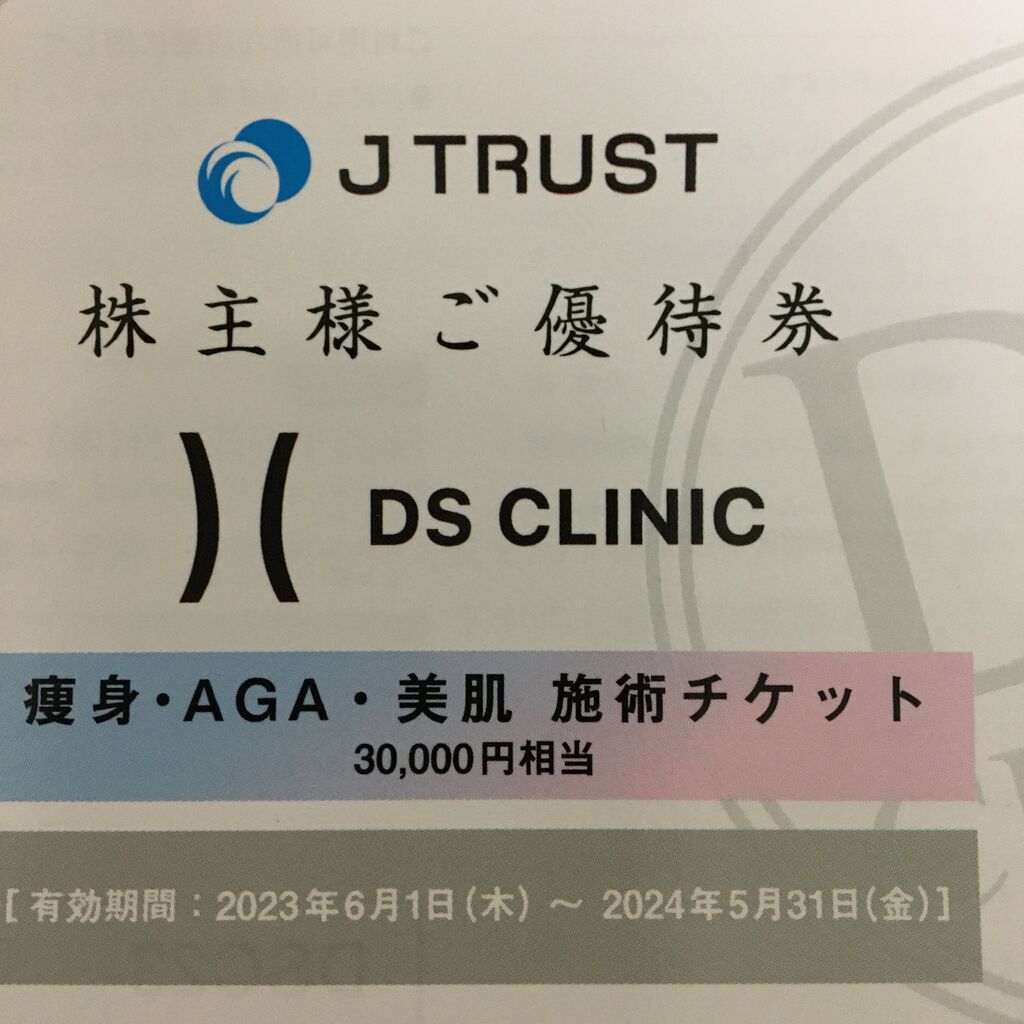 J TRUST
株主様ご優待券
DS CLINIC
痩身・AGA・美肌 施術チケット
30,000円相当
[有効期間：2023年6月1日(木) ～ 2024年5月31日(金)]